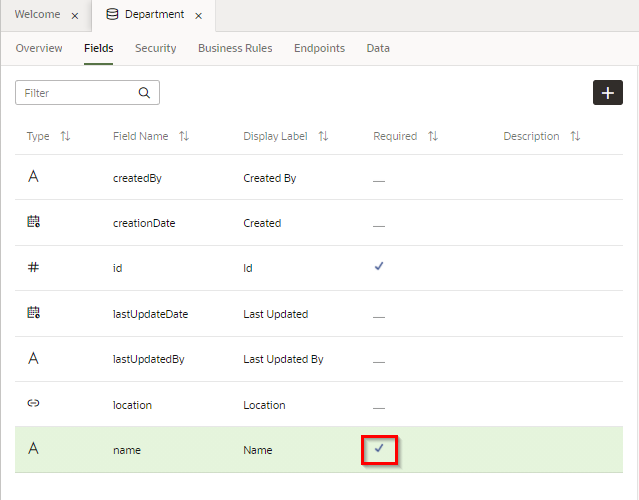 Welcome × Department ×
Overview Fields Security Business Rules Endpoints Data
Filter
Type Field Name Display Label Required Description
A createdBy Created By
creationDate Created
# id Id
lastUpdateDate Last Updated
A lastUpdatedBy Last Updated By
location Location
A name Name